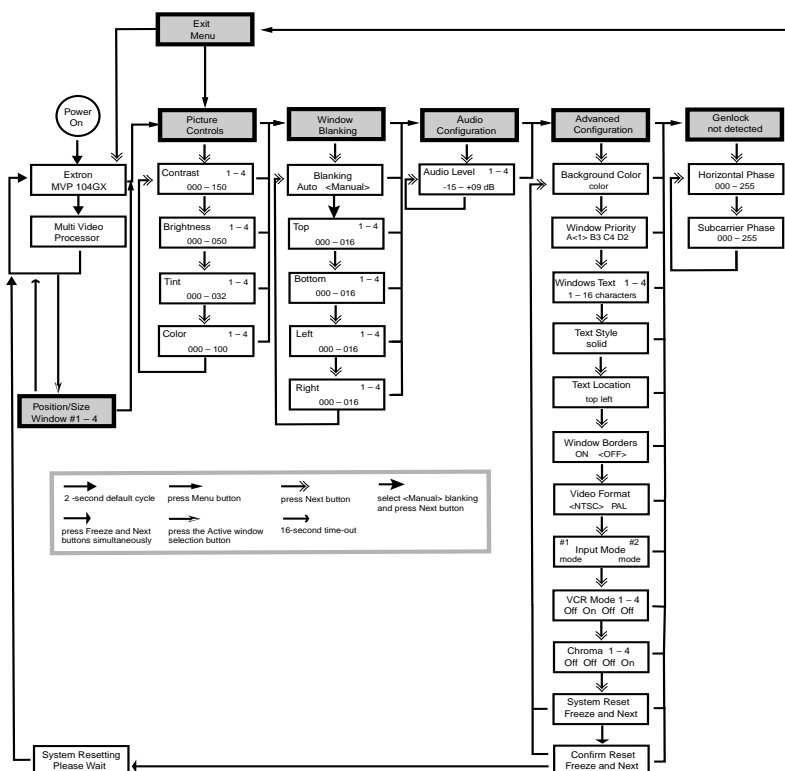 Exit
Menu
Power
On
Extron
MVP 104GX
Multi Video
Processor
Position/Size
Window #1 – 4
Picture
Controls
Contrast 1 – 4
000 – 150
Brightness 1 – 4
000 – 050
Tint 1 – 4
000 – 032
Color 1 – 4
000 – 100
Window
Blanking
Blanking
Auto <Manual>
Top 1 – 4
000 – 016
Bottom 1 – 4
000 – 016
Left 1 – 4
000 – 016
Right 1 – 4
000 – 016
Audio
Configuration
Audio Level 1 – 4
-15 – +09 dB
Advanced
Configuration
Background Color
color
Window Priority
A<1> B3 C4 D2
Windows Text 1 – 4
1 – 16 characters
Text Style
solid
Text Location
top left
Window Borders
ON <OFF>
Video Format
<NTSC> PAL
#1 #2
Input Mode
mode mode
VCR Mode 1 – 4
Off On Off Off
Chroma 1 – 4
Off Off Off On
System Reset
Freeze and Next
Confirm Reset
Freeze and Next
Genlock
not detected
Horizontal Phase
000 – 255
Subcarrier Phase
000 – 255
2 -second default cycle
press Menu button
press Next button
select <Manual> blanking
and press Next button
press Freeze and Next
buttons simultaneously
press the Active window
selection button
16-second time-out
System Resetting
Please Wait